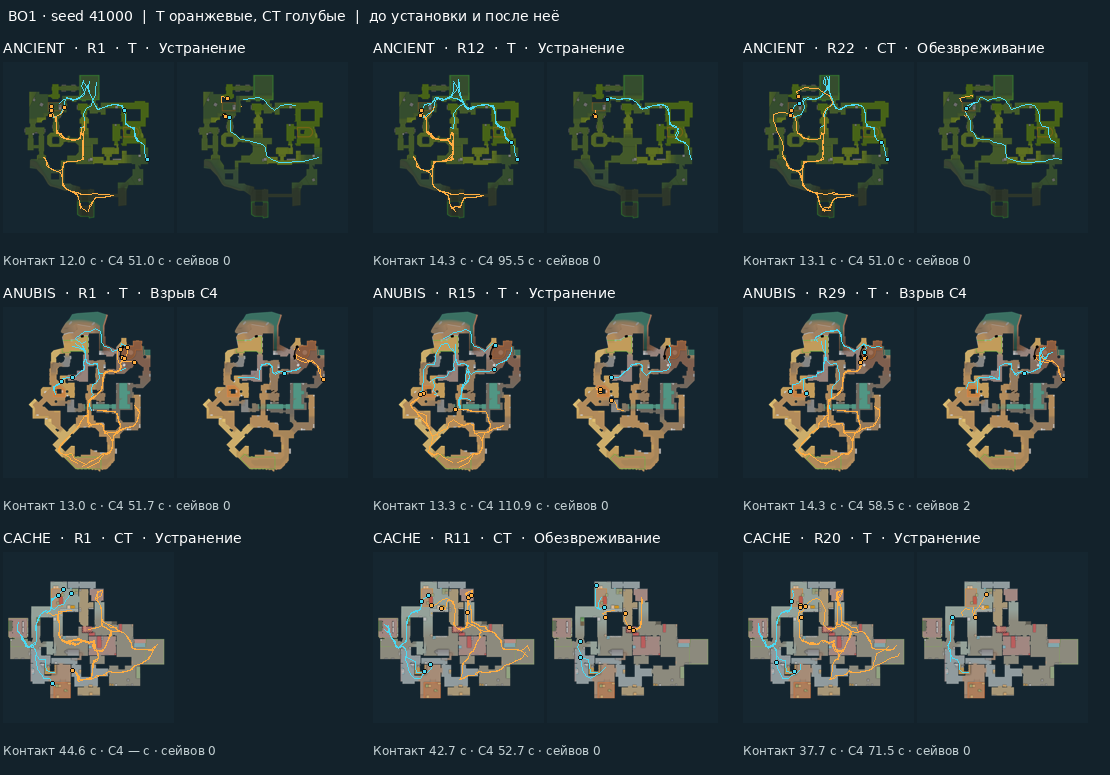 BO1 · seed 41000 | Т оранжевые, СТ голубые | до установки и после неё
ANCIENT · R1 · T · Устранение
ANCIENT · R12 · T · Устранение
ANCIENT · R22 · CT · Обезвреживание
Контакт 12.0 с · C4 51.0 с · сейвов 0
Контакт 14.3 с · C4 95.5 с · сейвов 0
Контакт 13.1 с · C4 51.0 с · сейвов 0
ANUBIS · R1 · T · Взрыв C4
ANUBIS · R15 · T · Устранение
ANUBIS · R29 · T · Взрыв C4
Контакт 13.0 с · C4 51.7 с · сейвов 0
Контакт 13.3 с · C4 110.9 с · сейвов 0
Контакт 14.3 с · C4 58.5 с · сейвов 2
CACHE · R1 · CT · Устранение
CACHE · R11 · CT · Обезвреживание
CACHE · R20 · T · Устранение
Контакт 44.6 с · C4 — с · сейвов 0
Контакт 42.7 с · C4 52.7 с · сейвов 0
Контакт 37.7 с · C4 71.5 с · сейвов 0